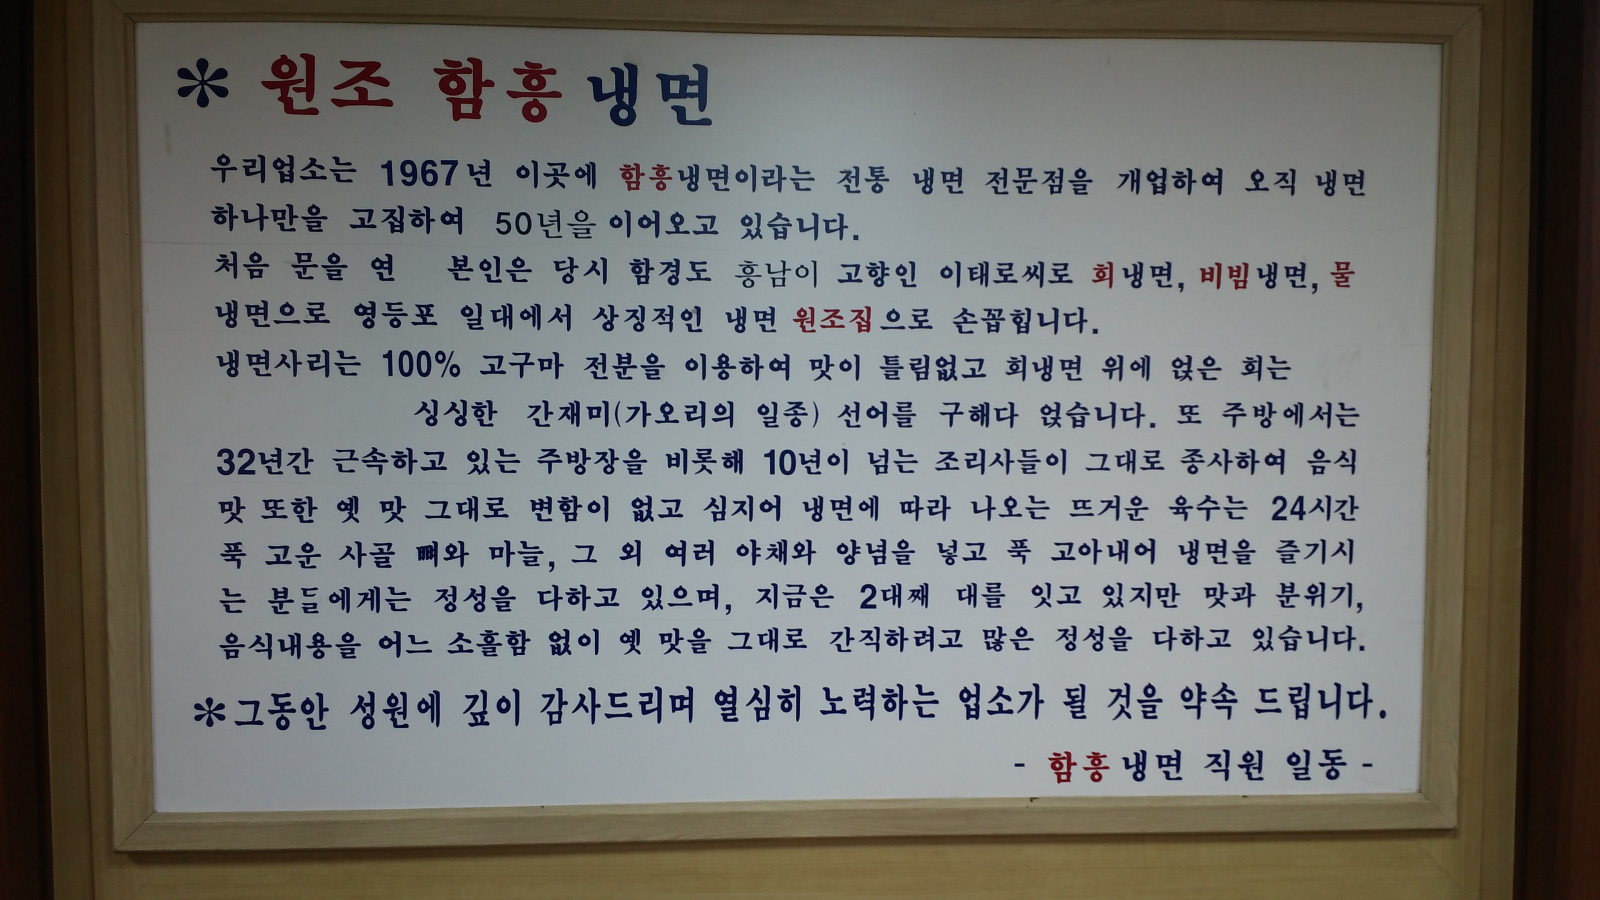 * 원조 함흥냉면
우리업소는 1967년 이곳에 함흥냉면이라는 전통 냉면 전문점을 개업하여 오직 냉면
하나만을 고집하여 50년을 이어오고 있습니다.
처음 문을 연 본인은 당시 함경도 흥남이 고향인 이태로씨로 회냉면, 비빔냉면, 물
냉면으로 영등포 일대에서 상징적인 냉면 원조집으로 손꼽힙니다.
냉면사리는 100% 고구마 전분을 이용하여 맛이 틀림없고 회냉면 위에 얹은 회는
싱싱한 간재미(가오리의 일종) 선어를 구해다 얹습니다. 또 주방에서는
32년간 근속하고 있는 주방장을 비롯해 10년이 넘는 조리사들이 그대로 종사하여 음식
맛 또한 옛 맛 그대로 변함이 없고 심지어 냉면에 따라 나오는 뜨거운 육수는 24시간
푹 고운 사골 뼈와 마늘, 그 외 여러 야채와 양념을 넣고 푹 고아내어 냉면을 즐기시
는 분들에게는 정성을 다하고 있으며, 지금은 2대째 대를 잇고 있지만 맛과 분위기,
음식내용을 어느 소홀함 없이 옛 맛을 그대로 간직하려고 많은 정성을 다하고 있습니다.
*그동안 성원에 깊이 감사드리며 열심히 노력하는 업소가 될 것을 약속 드립니다.
- 함흥냉면 직원 일동 -